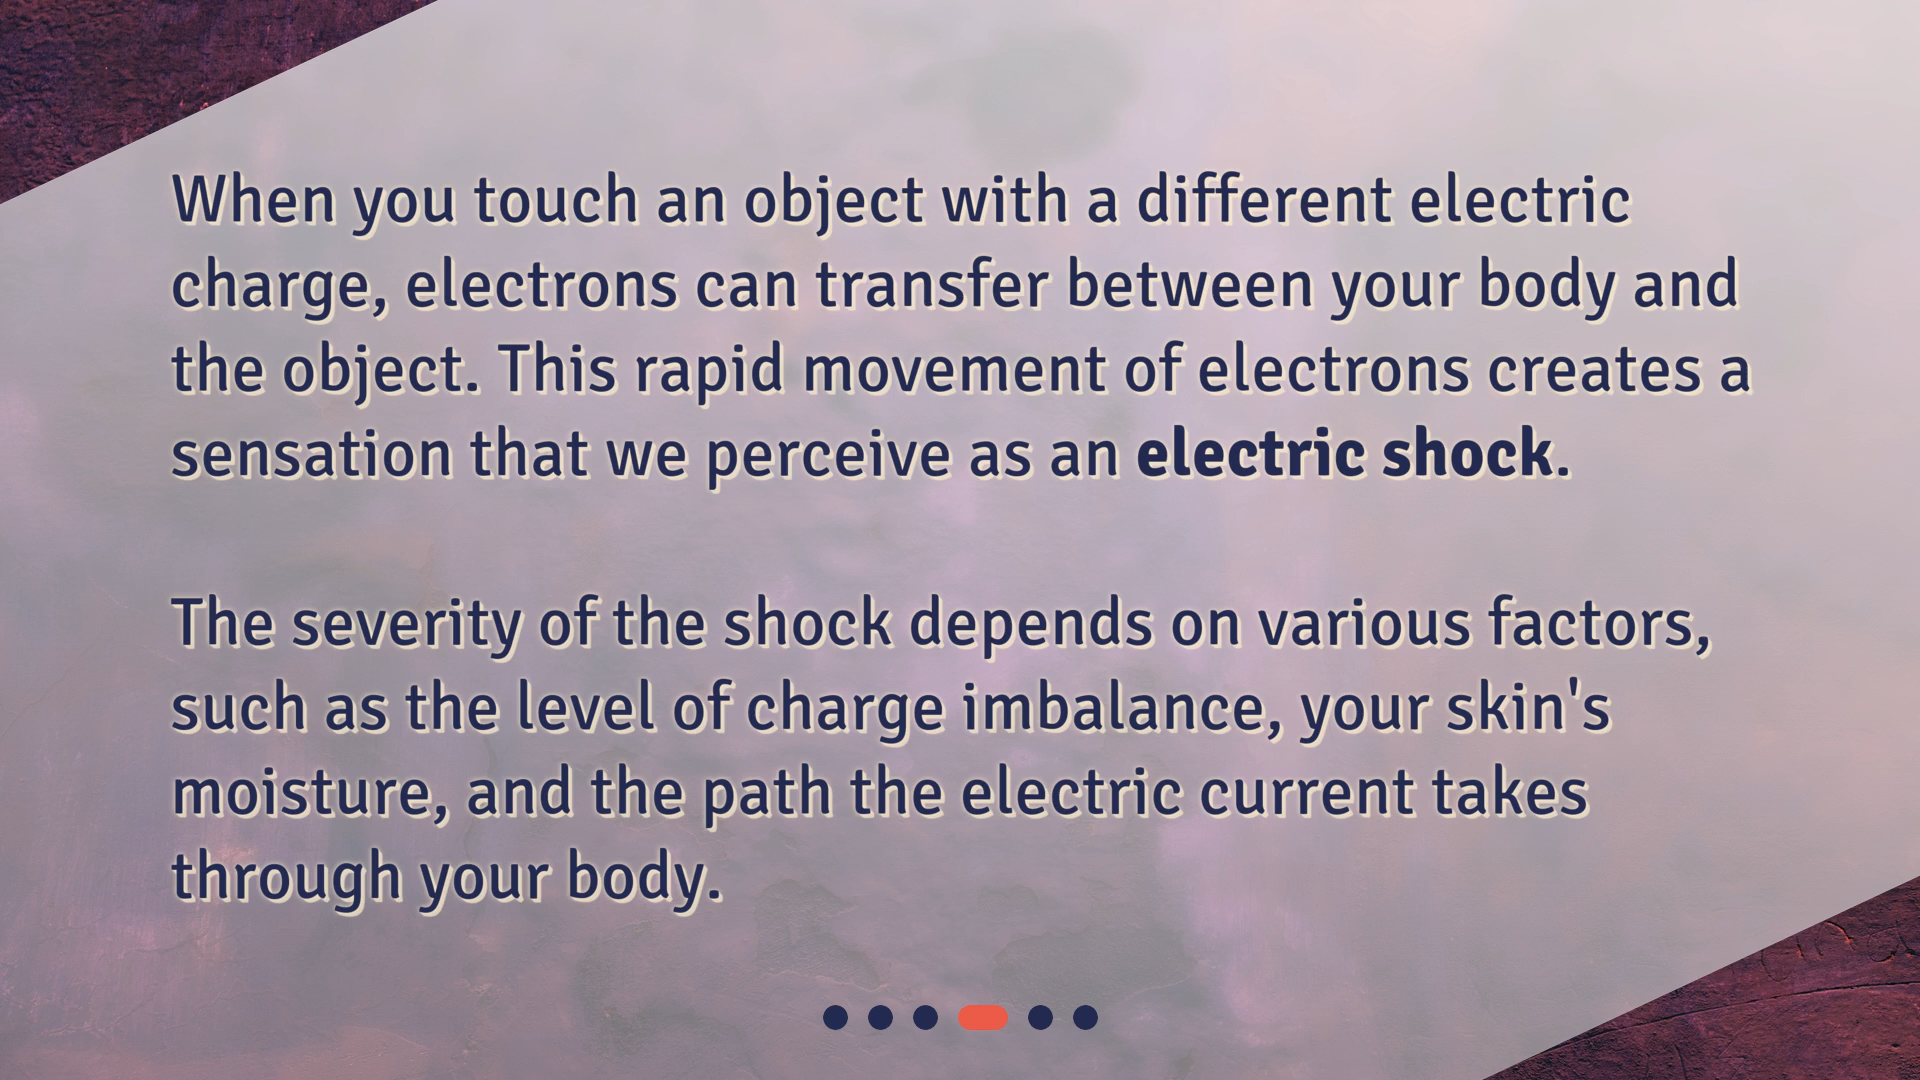 When you touch an object with a different electric
charge, electrons can transfer between your body and
the object. This rapid movement of electrons creates a
sensation that we perceive as an electric shock.
The severity of the shock depends on various factors,
such as the level of charge imbalance, your skin's
moisture, and the path the electric current takes
through your body.